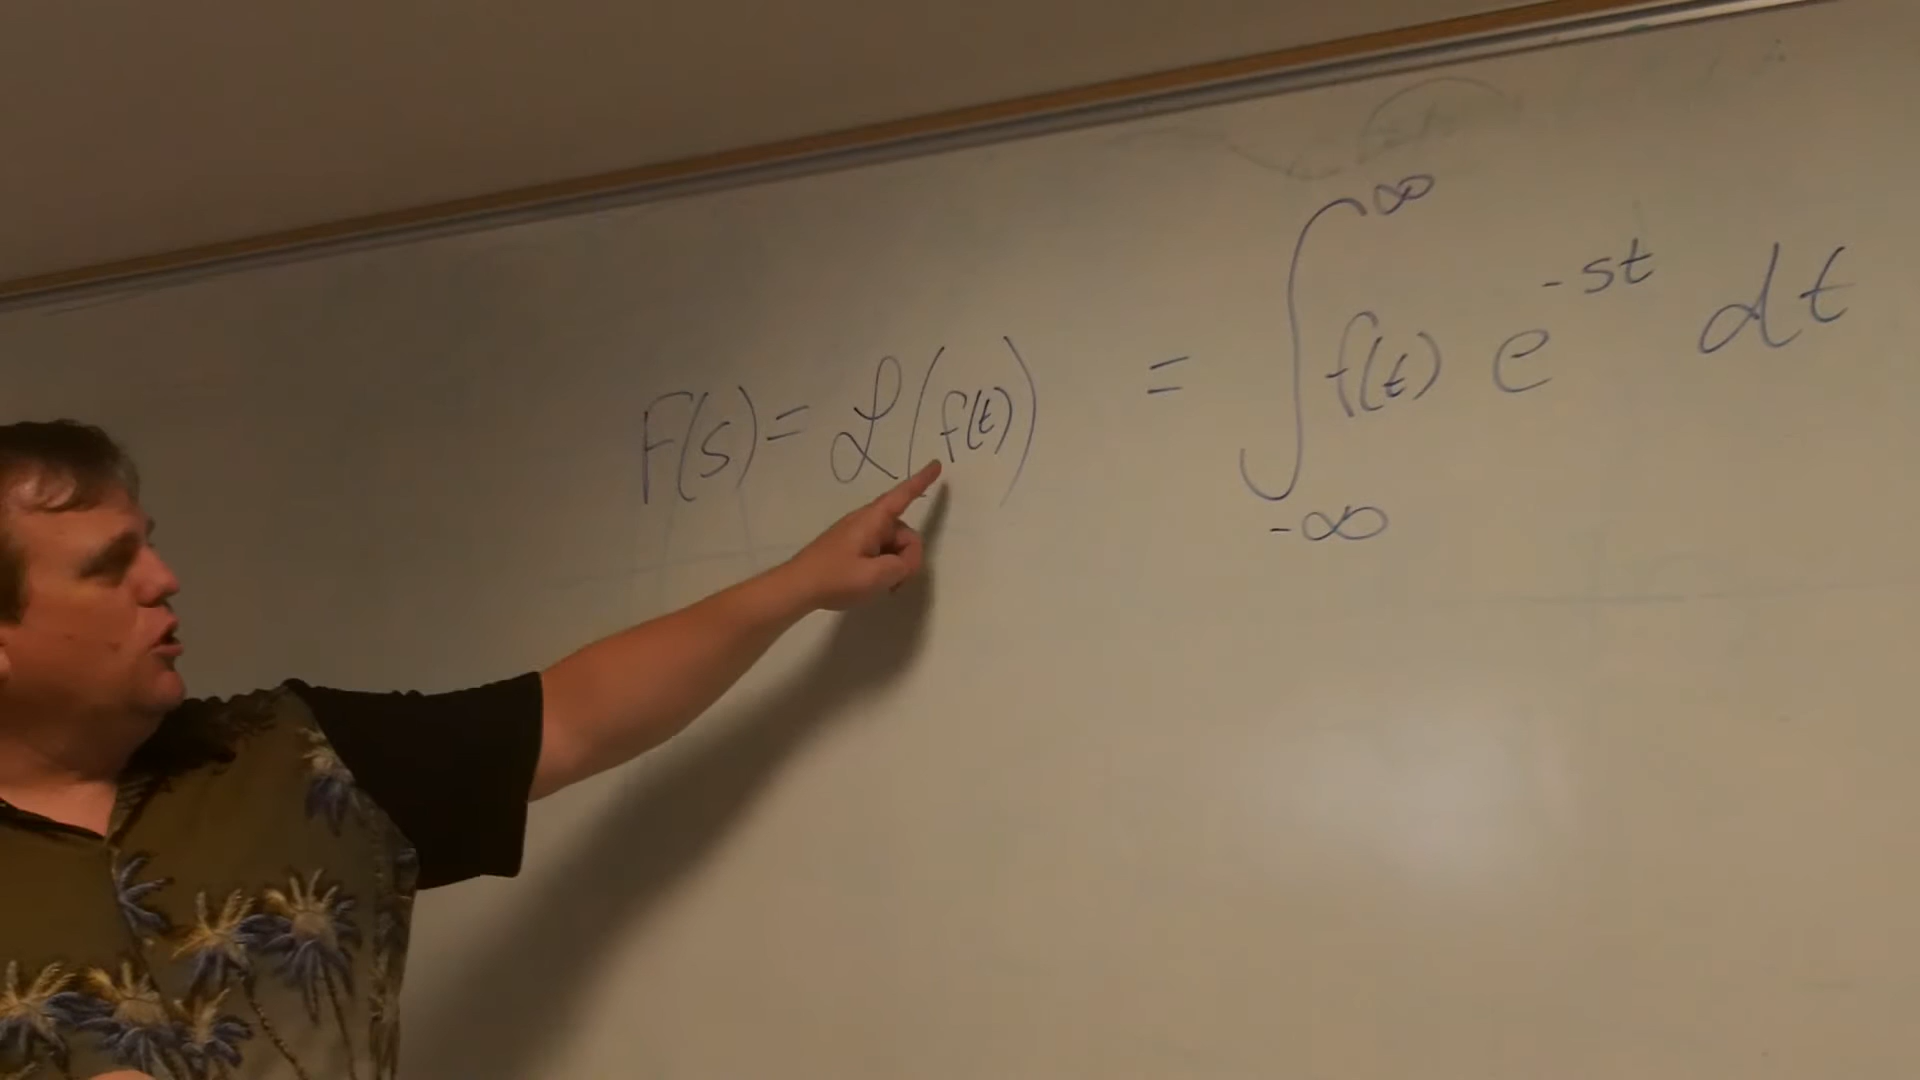 F(s) = ℒ(f(t)) = ∫_{-∞}^{∞} f(t) e^{-st} dt